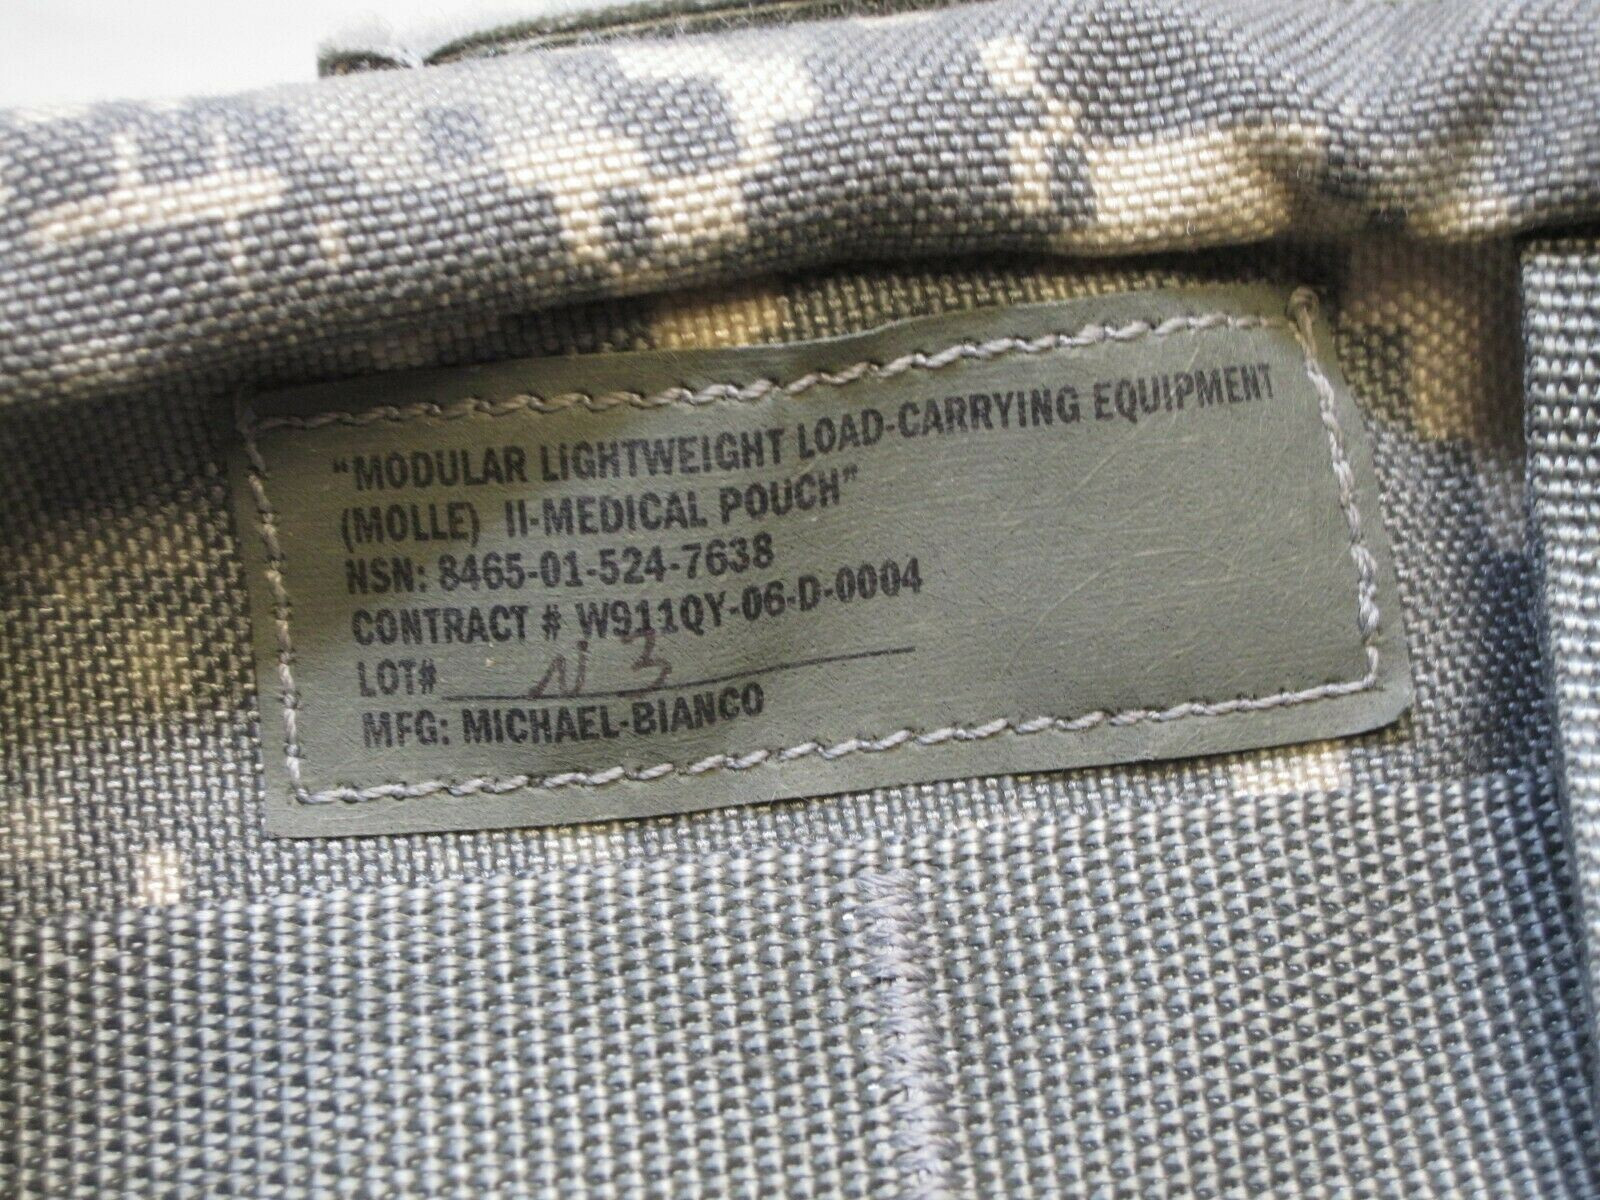 "MODULAR LIGHTWEIGHT LOAD-CARRYING EQUIPMENT
(MOLLE) II-MEDICAL POUCH"
NSN: 8465-01-524-7638
CONTRACT # W911QY-06-D-0004
LOT# N 3
MFG: MICHAEL-BIANCO